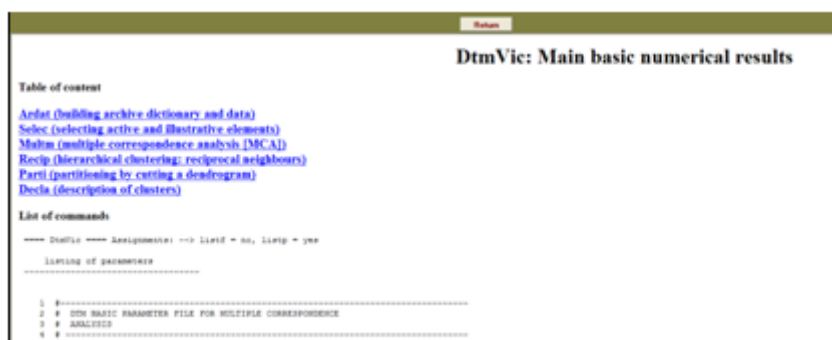 Return
DtmVic: Main basic numerical results
Table of content
Ardat (building archive dictionary and data)
Selec (selecting active and illustrative elements)
Multm (multiple correspondence analysis [MCA])
Recip (hierarchical clustering: reciprocal neighbours)
Parti (partitioning by cutting a dendrogram)
Decla (description of clusters)
List of commands
==== DtmVic ==== Assignments: --> listf = no, listp = yes
listing of parameters
----------------------------------
1 #----------------------------------------------------------------------
2 # DTM BASIC PARAMETER FILE FOR MULTIPLE CORRESPONDENCE
3 # ANALYSIS
4 # ----------------------------------------------------------------------